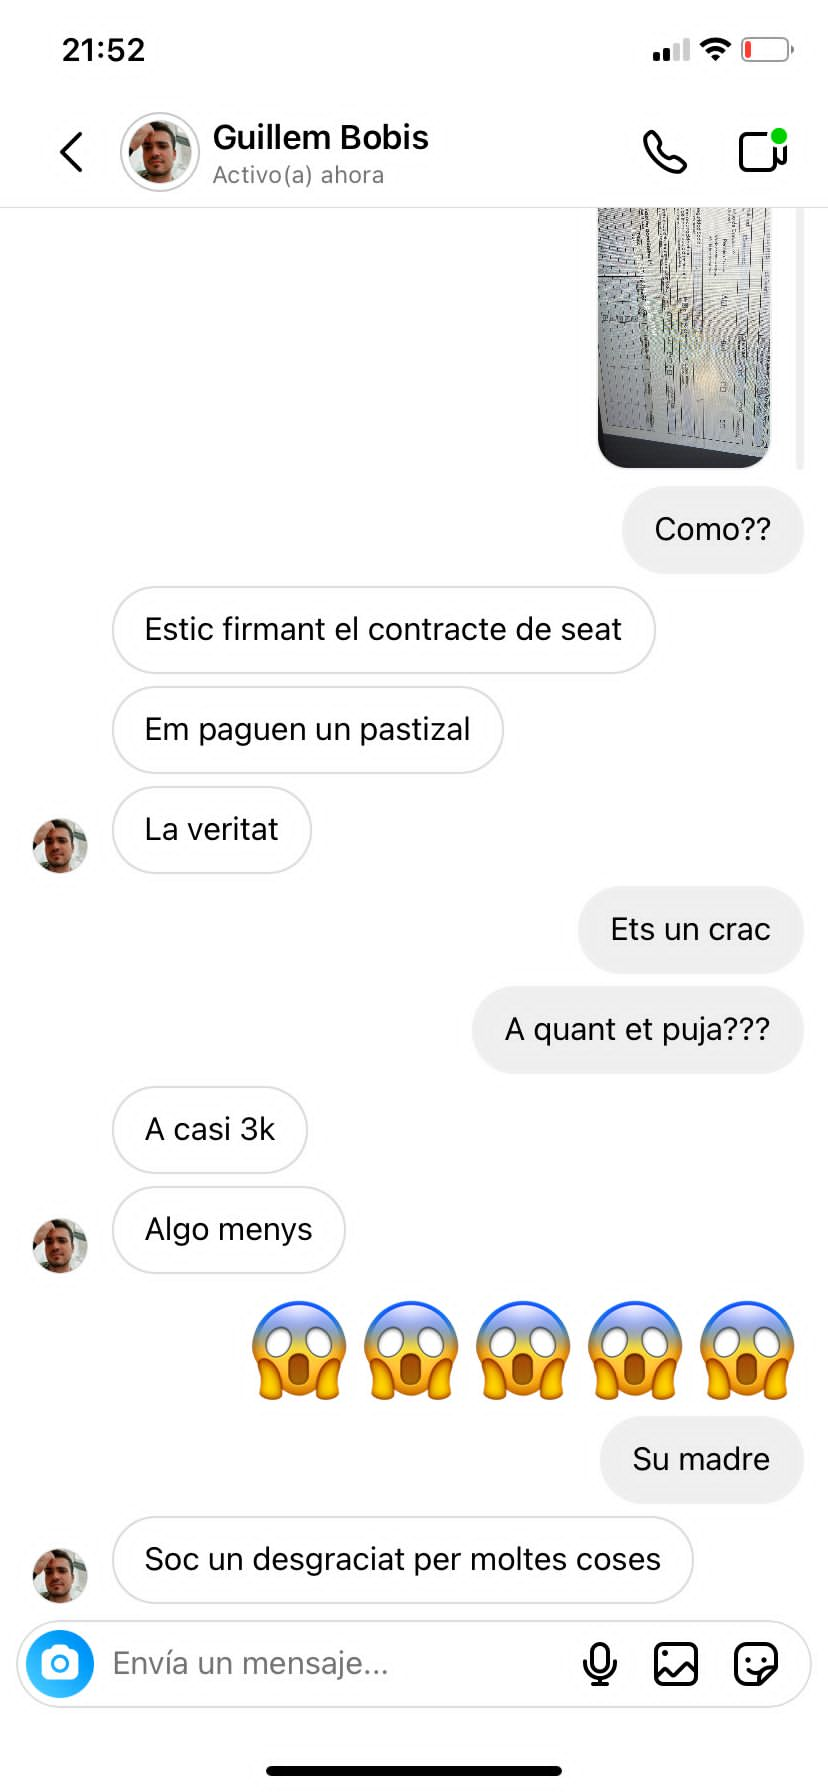 21:52
Guillem Bobis
Activo(a) ahora
Como??
Estic firmant el contracte de seat
Em paguen un pastizal
La veritat
Ets un crac
A quant et puja???
A casi 3k
Algo menys
Su madre
Soc un desgraciat per moltes coses
Envía un mensaje...